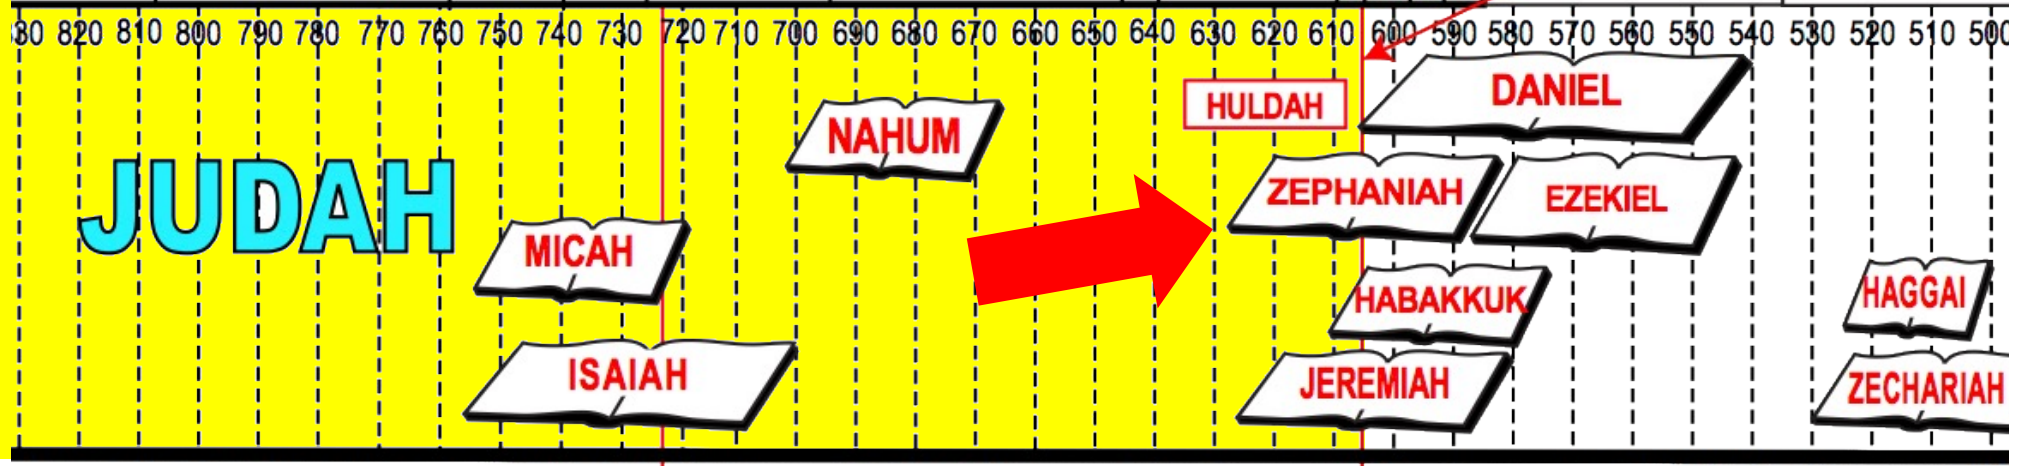 830 820 810 800 790 780 770 760 750 740 730 720 710 700 690 680 670 660 650 640 630 620 610 600 590 580 570 560 550 540 530 520 510 500
DANIEL
HULDAH
NAHUM
ZEPHANIAH
EZEKIEL
JUDAH
MICAH
HABAKKUK
HAGGAI
ISAIAH
JEREMIAH
ZECHARIAH